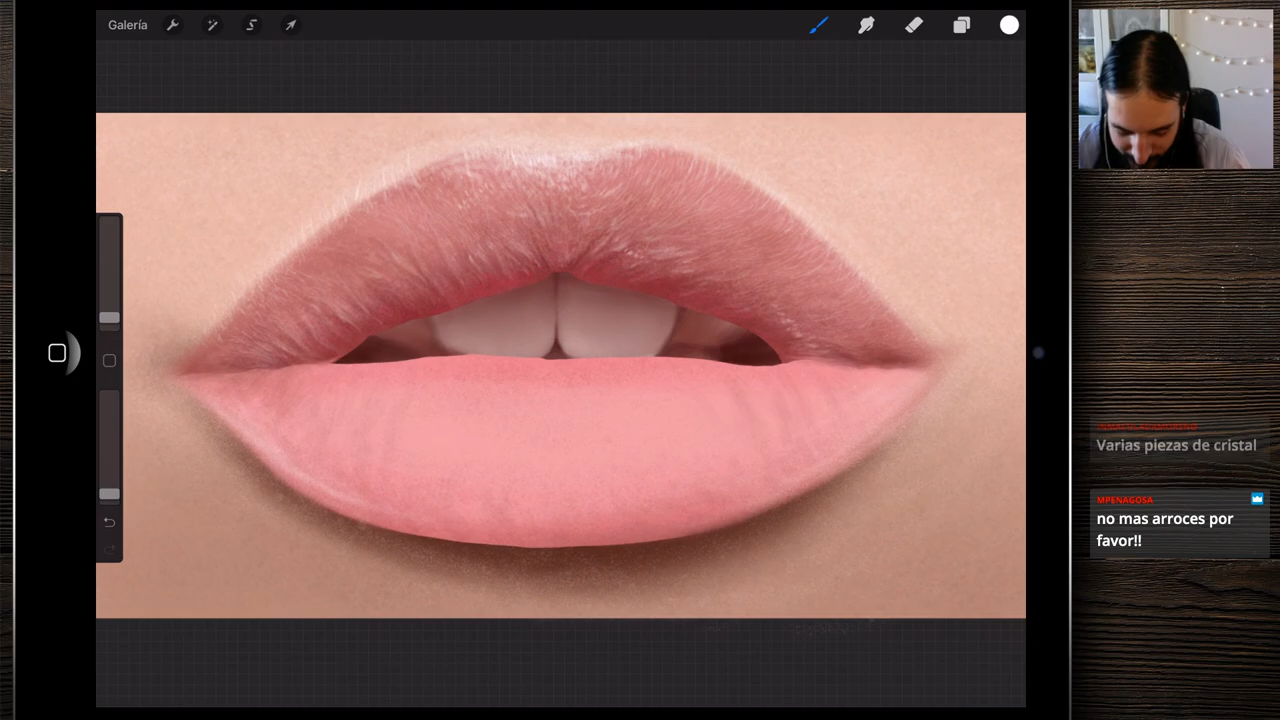 Galería
Varias piezas de cristal
MPENAGOSA
no mas arroces por
favor!!